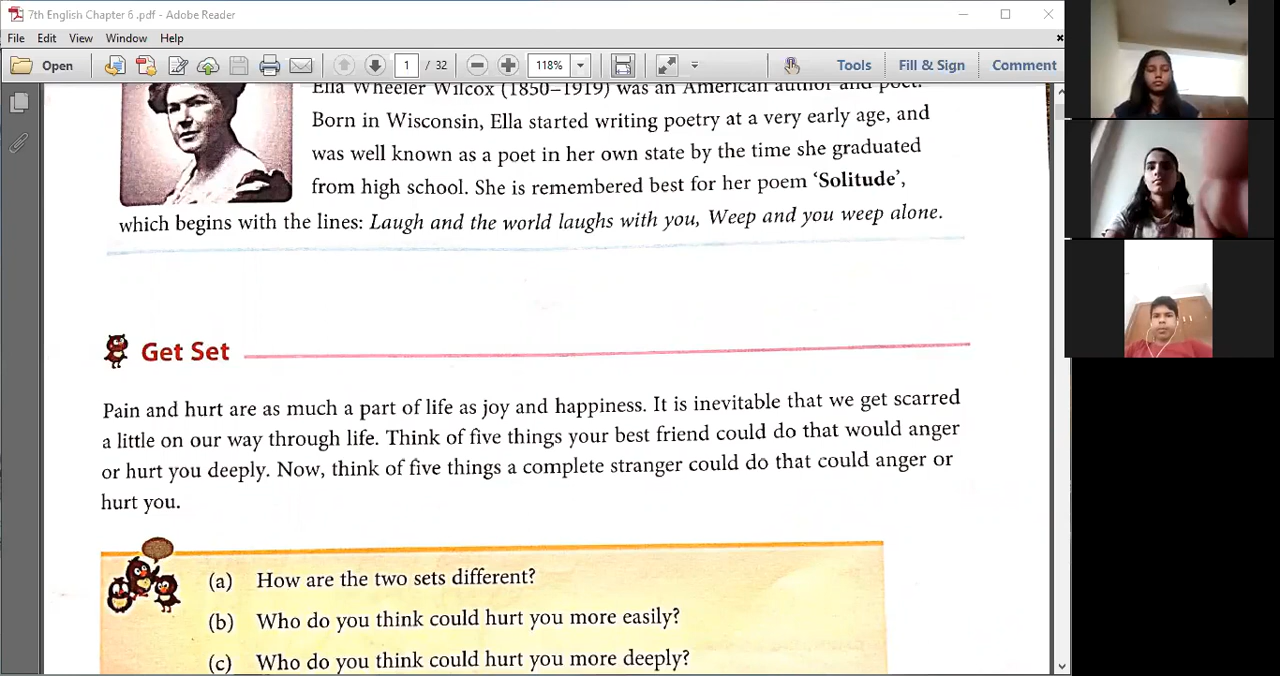 7th English Chapter 6 .pdf - Adobe Reader
File Edit View Window Help
Open 1 / 32 118% Tools Fill & Sign Comment
Ella Wheeler Wilcox (1850–1919) was an American author and poet.
Born in Wisconsin, Ella started writing poetry at a very early age, and
was well known as a poet in her own state by the time she graduated
from high school. She is remembered best for her poem ‘Solitude’,
which begins with the lines: Laugh and the world laughs with you, Weep and you weep alone.
Get Set
Pain and hurt are as much a part of life as joy and happiness. It is inevitable that we get scarred
a little on our way through life. Think of five things your best friend could do that would anger
or hurt you deeply. Now, think of five things a complete stranger could do that could anger or
hurt you.
(a) How are the two sets different?
(b) Who do you think could hurt you more easily?
(c) Who do you think could hurt you more deeply?